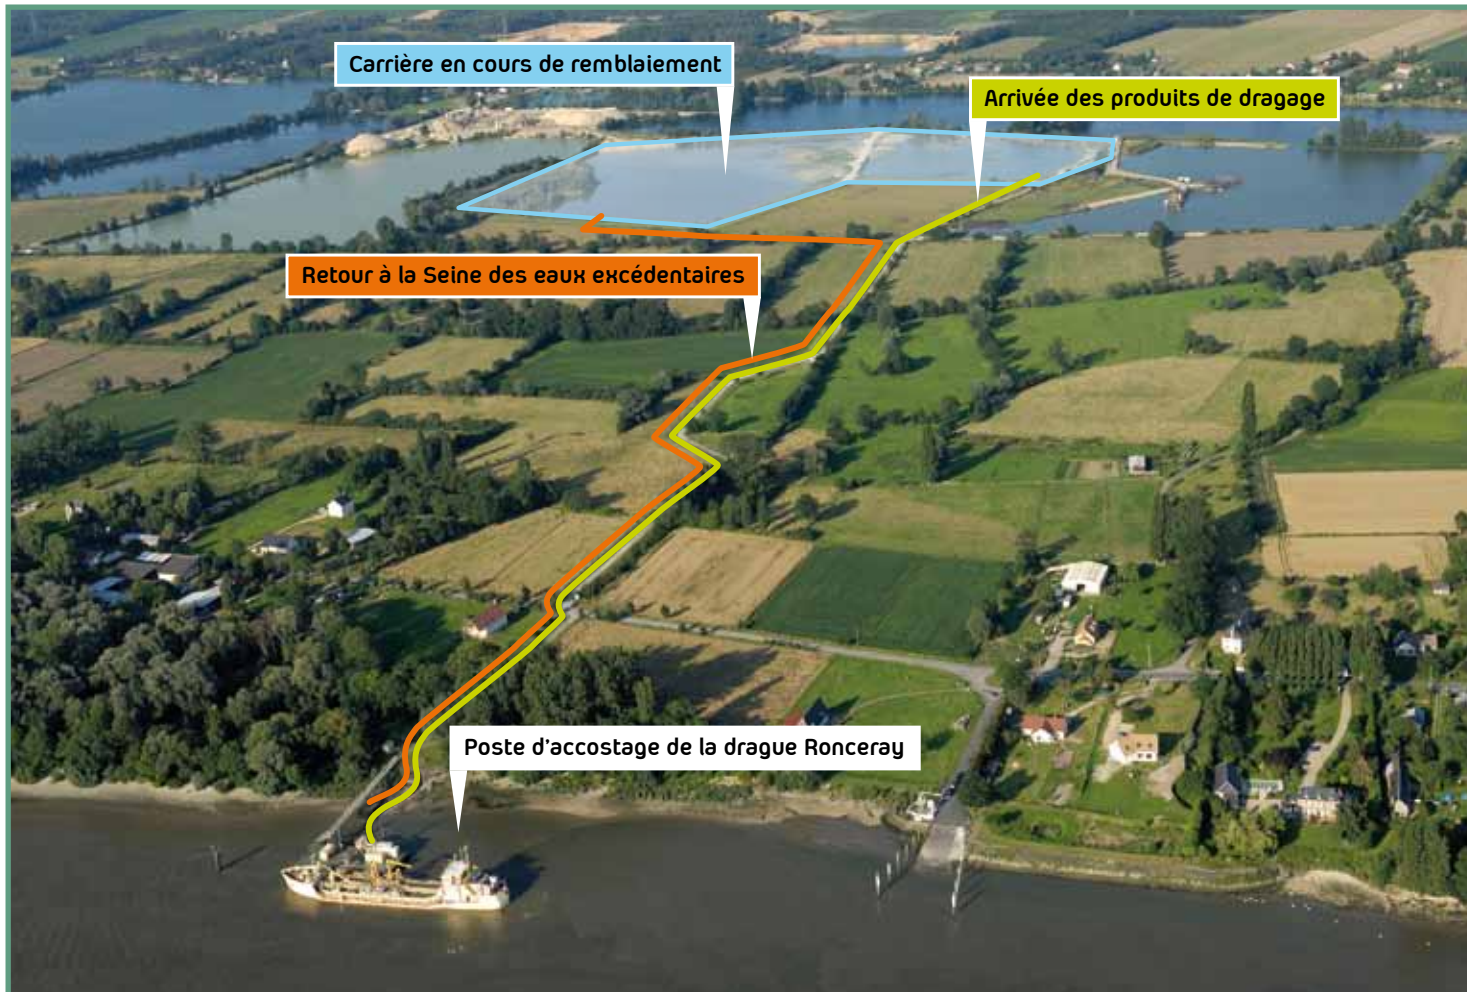 Carrière en cours de remblaiement
Arrivée des produits de dragage
Retour à la Seine des eaux excédentaires
Poste d'accostage de la drague Ronceray